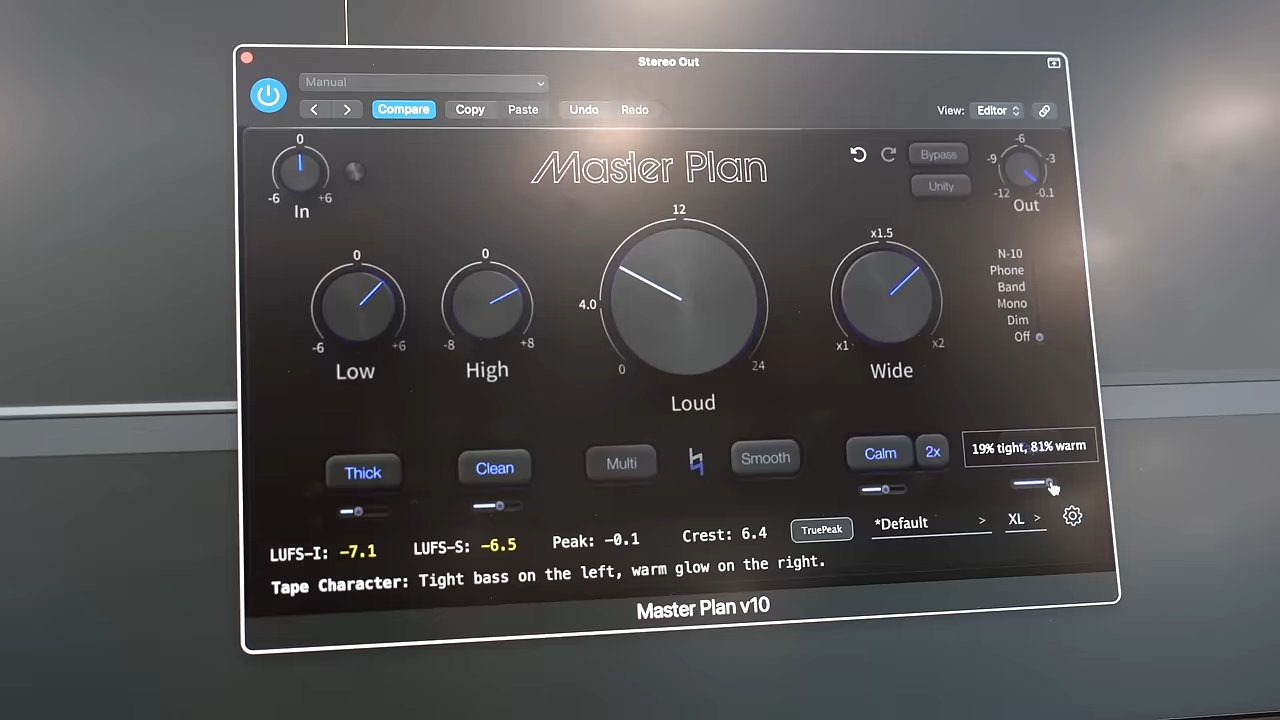 Stereo Out
Manual
Compare Copy Paste Undo Redo
View: Editor
Master Plan
Bypass
Unity
0
-6 +6
In
-6
-9 -3
-12 -0.1
Out
0
-6 +6
Low
0
-8 +8
High
12
4.0
0 24
Loud
x1.5
x1 x2
Wide
N-10
Phone
Band
Mono
Dim
Off
Thick
Clean
Multi
Smooth
Calm
2x
19% tight, 81% warm
LUFS-I: -7.1 LUFS-S: -6.5 Peak: -0.1 Crest: 6.4
TruePeak
*Default >
XL >
Tape Character: Tight bass on the left, warm glow on the right.
Master Plan v10